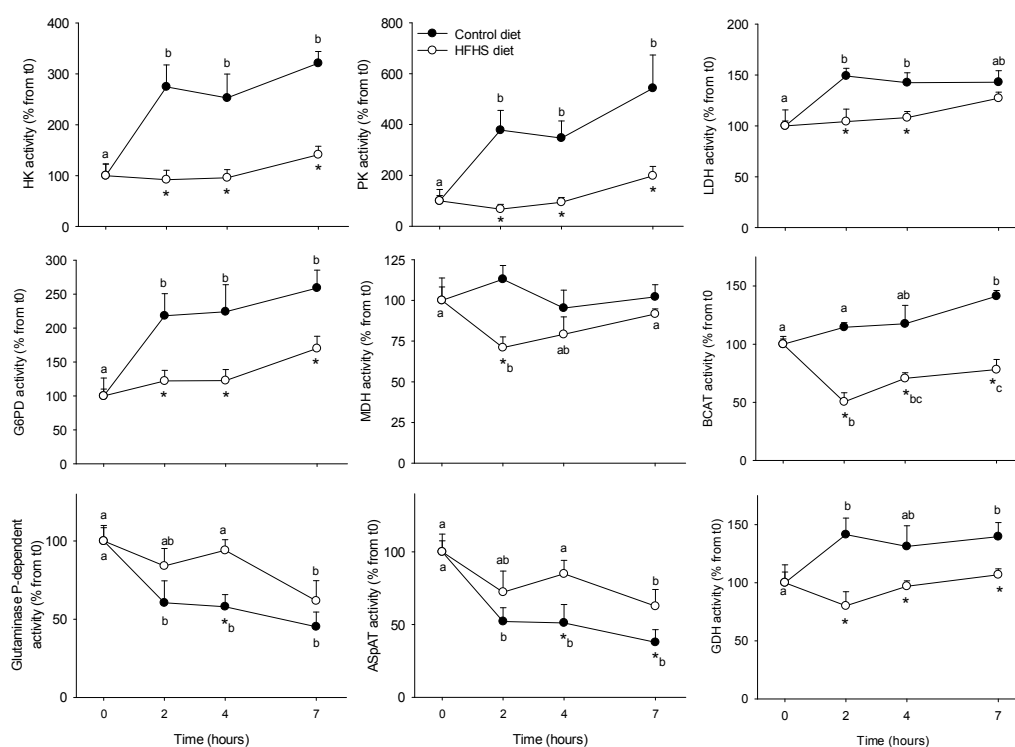 Control diet
HFHS diet
HK activity (% from t0)
400
300
200
100
0
a
b
b
b
*
*
*
PK activity (% from t0)
800
600
400
200
0
a
b
b
b
*
*
*
LDH activity (% from t0)
200
150
100
50
0
a
b
b
ab
*
*
G6PD activity (% from t0)
300
250
200
150
100
50
0
a
b
b
b
*
*
*
MDH activity (% from t0)
125
100
75
50
25
0
a
*b
ab
a
BCAT activity (% from t0
150
100
50
0
a
a
ab
b
*b
*bc
*c
Glutaminase P-dependent
activity (% from t0)
100
50
0
a
ab
a
b
a
b
*b
b
0
2
4
7
Time (hours)
ASpAT activity (% from t0)
100
50
0
a
ab
a
b
a
b
*b
*b
0
2
4
7
Time (hours)
GDH activity (% from t0)
150
100
50
0
b
ab
b
a
*
*
*
0
2
4
7
Time (hours)